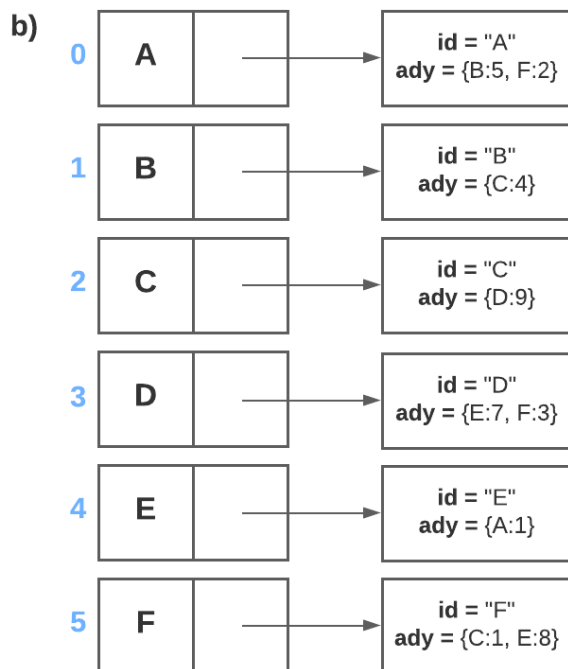 b)
0 A id = "A"
ady = {B:5, F:2}
1 B id = "B"
ady = {C:4}
2 C id = "C"
ady = {D:9}
3 D id = "D"
ady = {E:7, F:3}
4 E id = "E"
ady = {A:1}
5 F id = "F"
ady = {C:1, E:8}